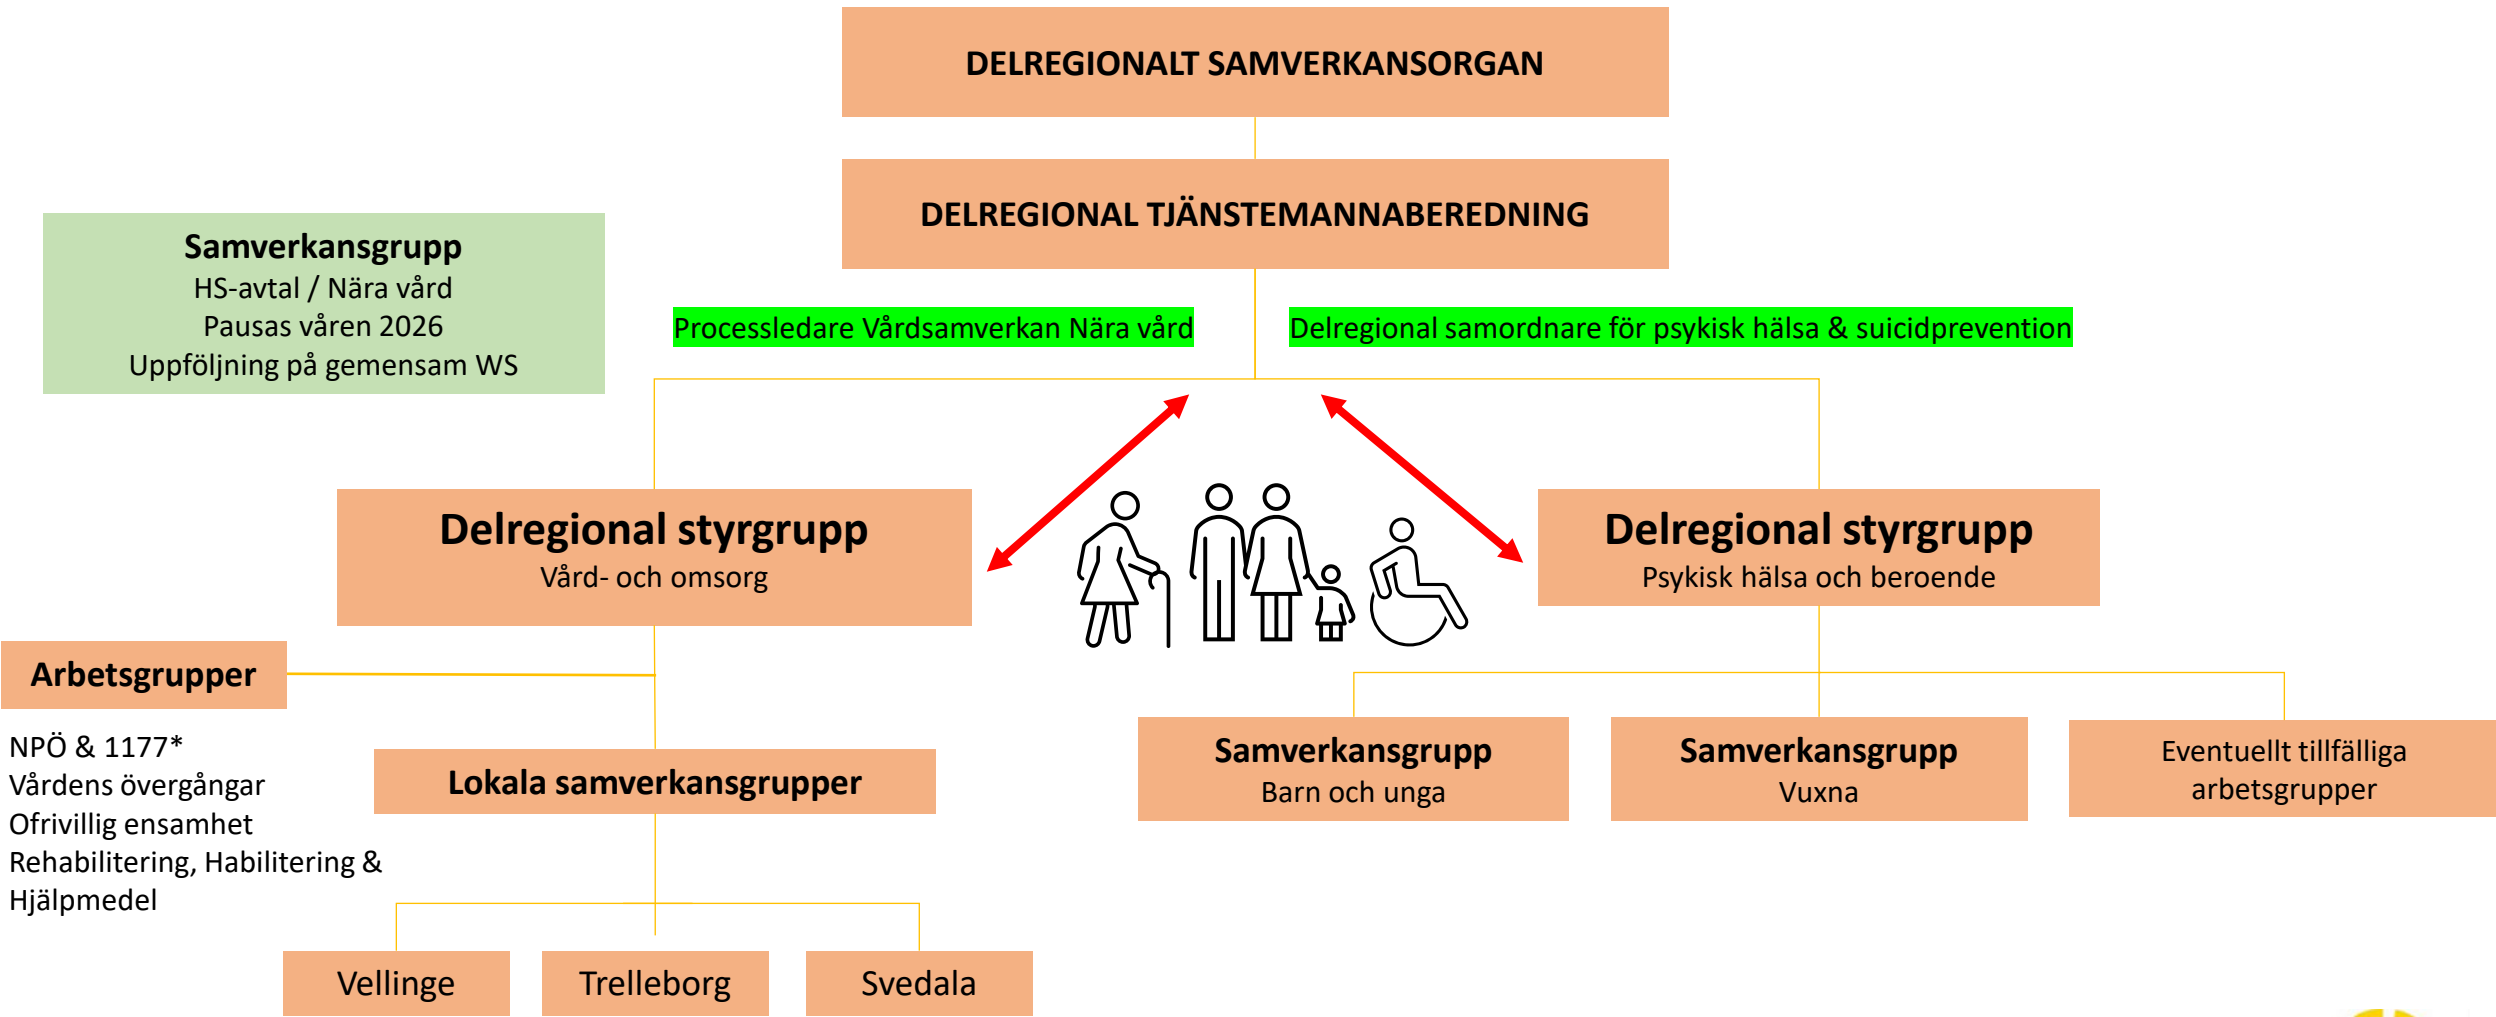 DELREGIONALT SAMVERKANSORGAN
DELREGIONAL TJÄNSTEMANNABEREDNING
Samverkansgrupp
HS-avtal / Nära vård
Pausas våren 2026
Uppföljning på gemensam WS
Processledare Vårdsamverkan Nära vård
Delregional samordnare för psykisk hälsa & suicidprevention
Delregional styrgrupp
Vård- och omsorg
Delregional styrgrupp
Psykisk hälsa och beroende
Arbetsgrupper
NPÖ & 1177*
Vårdens övergångar
Ofrivillig ensamhet
Rehabilitering, Habilitering &
Hjälpmedel
Lokala samverkansgrupper
Samverkansgrupp
Barn och unga
Samverkansgrupp
Vuxna
Eventuellt tillfälliga
arbetsgrupper
Vellinge
Trelleborg
Svedala